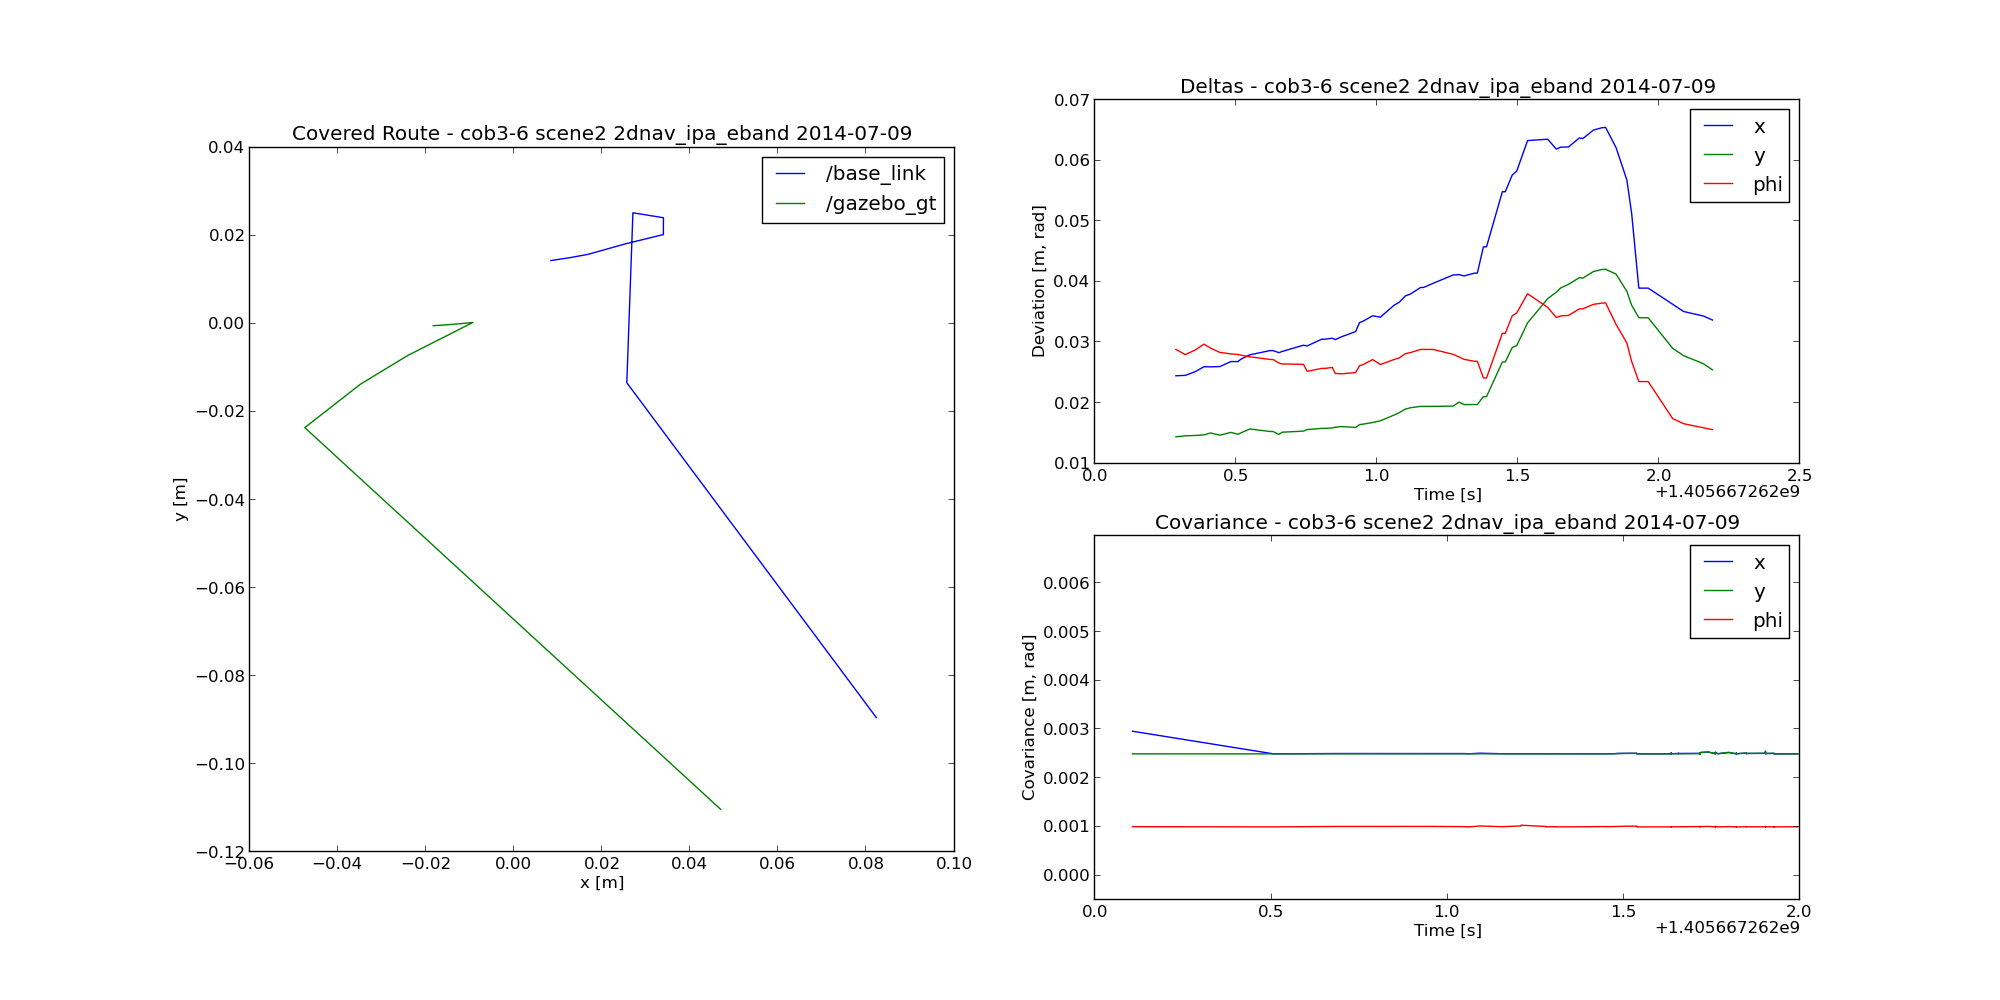 Covered Route - cob3-6 scene2 2dnav_ipa_eband 2014-07-09
0.04
0.02
0.00
−0.02
−0.04
−0.06
−0.08
−0.10
−0.12
y [m]
/base_link
/gazebo_gt
−0.06 −0.04 −0.02 0.00 0.02 0.04 0.06 0.08 0.10
x [m]
Deltas - cob3-6 scene2 2dnav_ipa_eband 2014-07-09
0.07
0.06
0.05
0.04
0.03
0.02
0.01
Deviation [m, rad]
x
y
phi
0.0 0.5 1.0 1.5 2.0 2.5
Time [s]
+1.405667262e9
Covariance - cob3-6 scene2 2dnav_ipa_eband 2014-07-09
0.006
0.005
0.004
0.003
0.002
0.001
0.000
Covariance [m, rad]
x
y
phi
0.0 0.5 1.0 1.5 2.0
Time [s]
+1.405667262e9